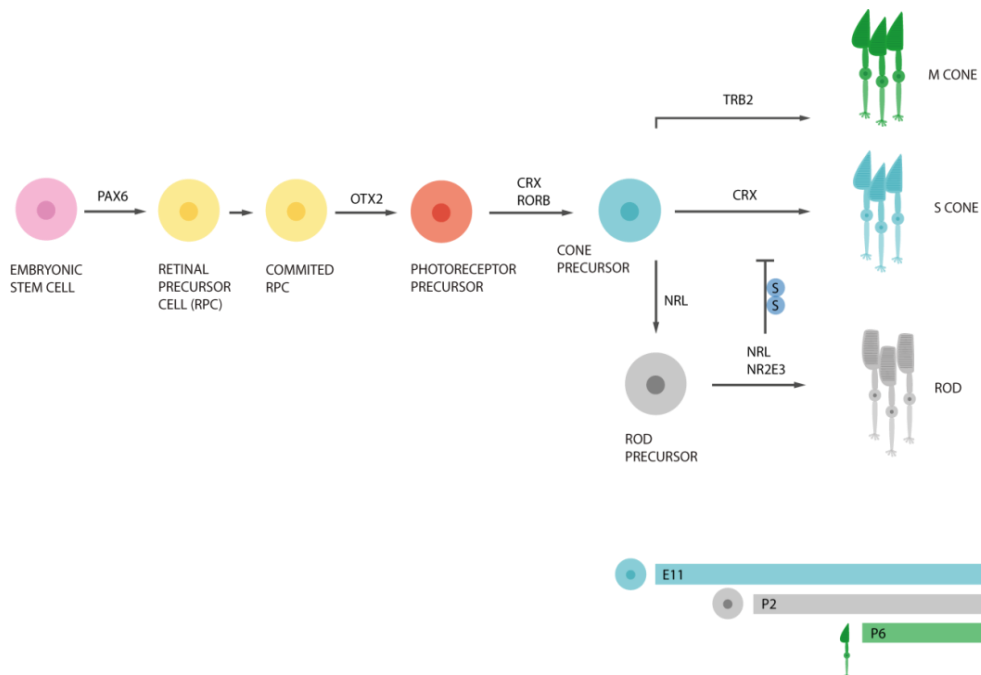 M CONE
TRB2
PAX6
OTX2
CRX
RORB
CRX
S CONE
EMBRYONIC
STEM CELL
RETINAL
PRECURSOR
CELL (RPC)
COMMITED
RPC
PHOTORECEPTOR
PRECURSOR
CONE
PRECURSOR
S
S
NRL
NRL
NR2E3
ROD
ROD
PRECURSOR
E11
P2
P6